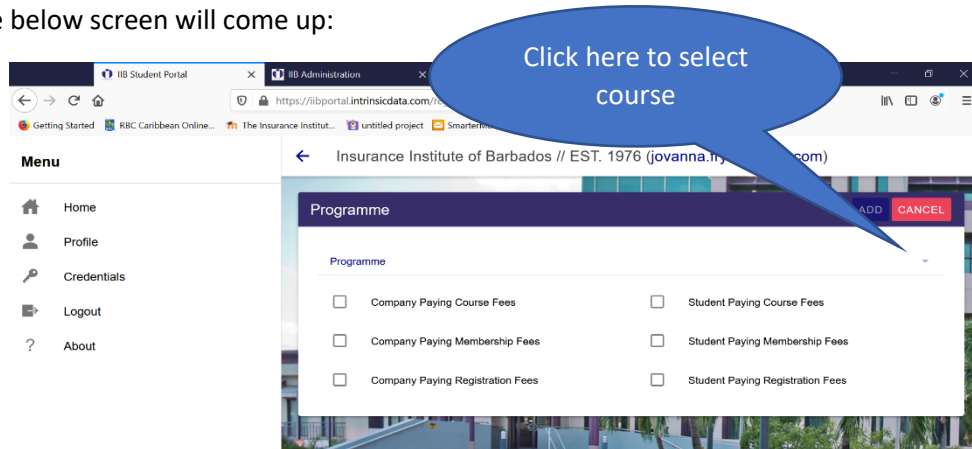 below screen will come up:
Click here to select
course
IIB Student Portal
IIB Administration
https://iibportal.intrinsicdata.com/
Getting Started RBC Caribbean Online... The Insurance Institut... untitled project
Menu
Insurance Institute of Barbados // EST. 1976 (jovanna.
com)
Home
Profile
Credentials
Logout
? About
Programme
ADD CANCEL
Programme
Company Paying Course Fees
Student Paying Course Fees
Company Paying Membership Fees
Student Paying Membership Fees
Company Paying Registration Fees
Student Paying Registration Fees